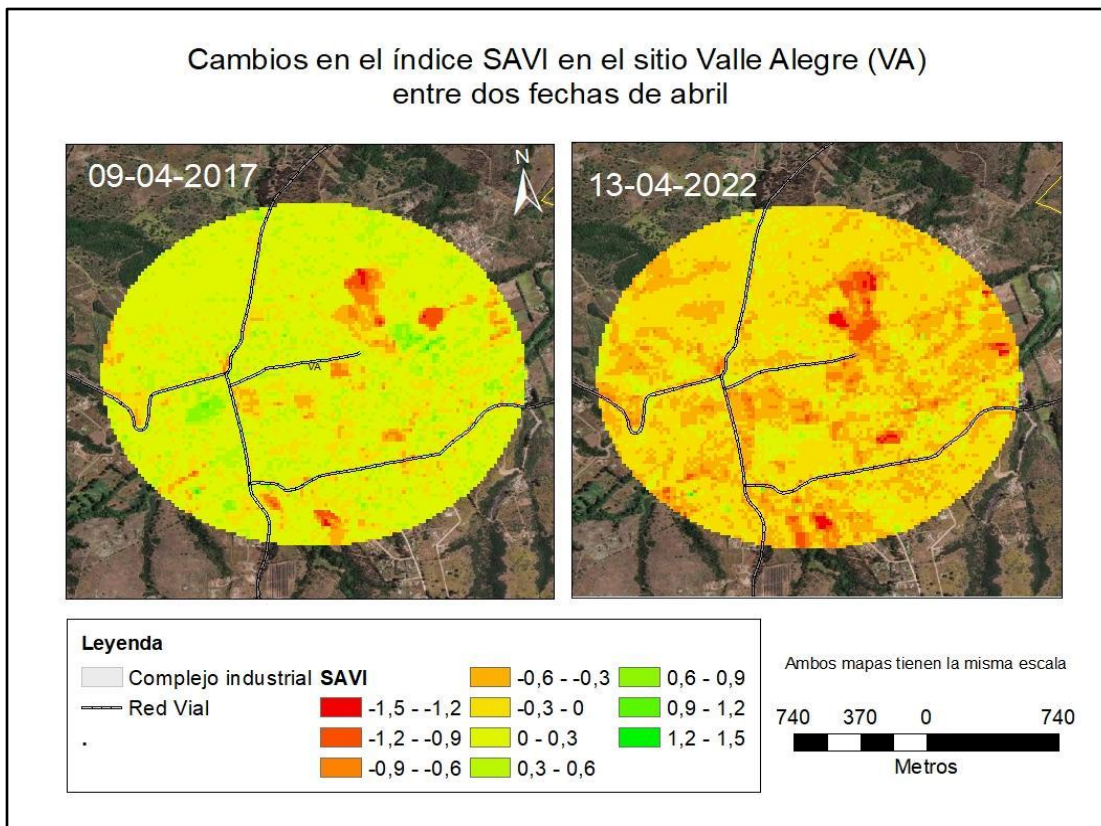 Cambios en el índice SAVI en el sitio Valle Alegre (VA)
entre dos fechas de abril
09-04-2017
N
13-04-2022
VA
Leyenda
Complejo industrial
Red Vial
.
SAVI
-1,5 - -1,2
-1,2 - -0,9
-0,9 - -0,6
-0,6 - -0,3
-0,3 - 0
0 - 0,3
0,3 - 0,6
0,6 - 0,9
0,9 - 1,2
1,2 - 1,5
Ambos mapas tienen la misma escala
740 370 0 740
Metros